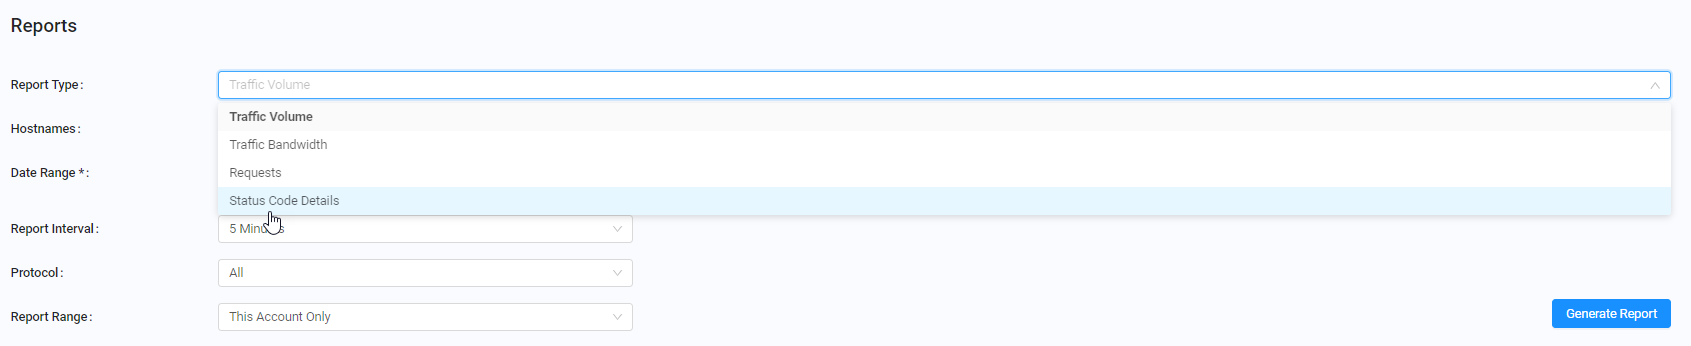 Reports
Report Type:
Traffic Volume
Traffic Volume
Hostnames:
Traffic Bandwidth
Date Range *:
Requests
Status Code Details
Report Interval:
5 Minutes
Protocol:
All
Report Range:
This Account Only
Generate Report